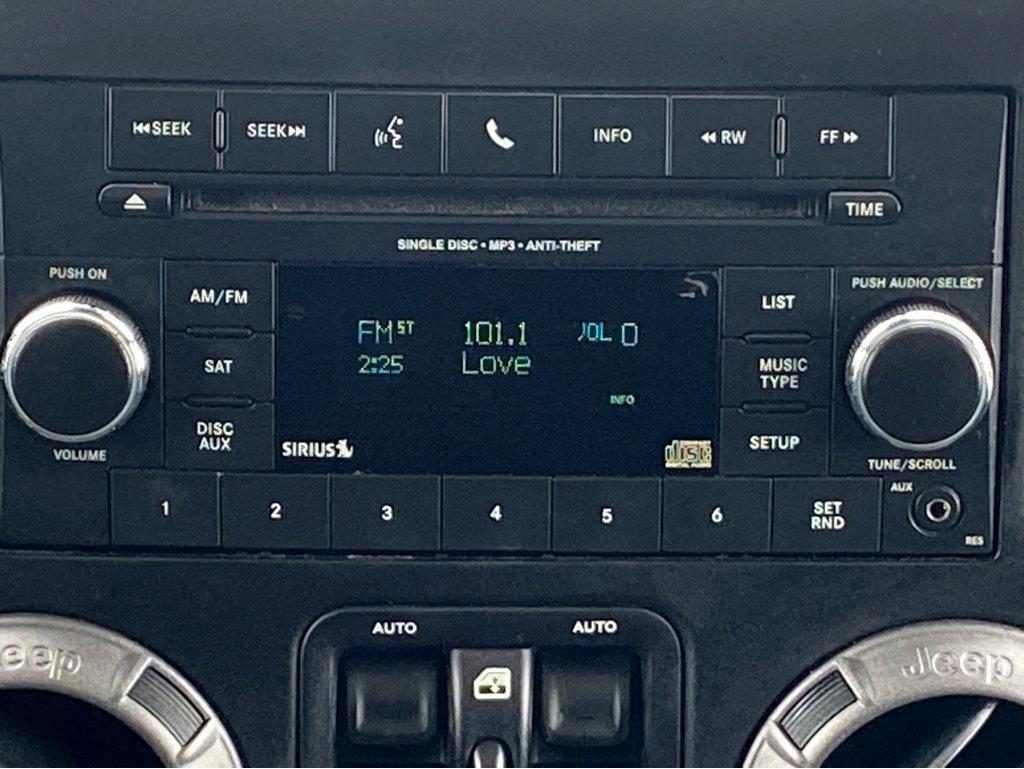 SEEK SEEK INFO RW FF
TIME
SINGLE DISC • MP3 • ANTI-THEFT
PUSH ON
PUSH AUDIO/SELECT
AM/FM
LIST
FM ST 101.1 VOL 0
2:25 Love
SAT
MUSIC
TYPE
INFO
DISC
AUX
SETUP
SIRIUS
disc
VOLUME
TUNE/SCROLL
AUX
1 2 3 4 5 6
SET
RND
RES
AUTO AUTO
eep
Jeep